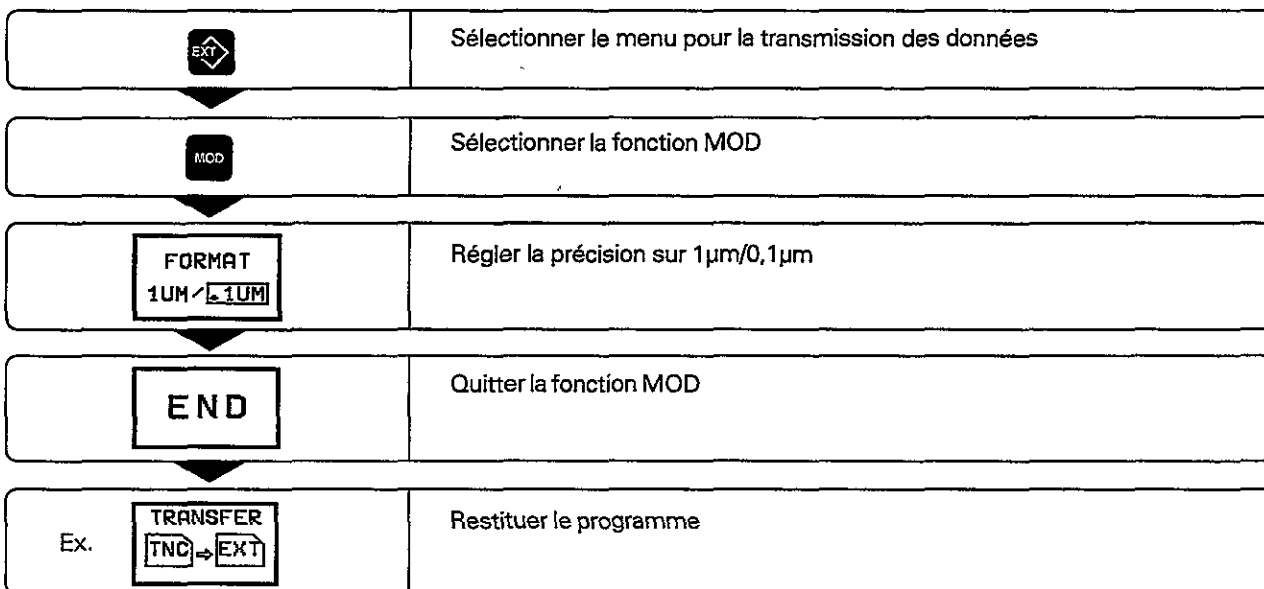 EXT
Sélectionner le menu pour la transmission des données
MOD
Sélectionner la fonction MOD
FORMAT
1UM/.1UM
Régler la précision sur 1µm/0,1µm
END
Quitter la fonction MOD
Ex.
TRANSFER
TNC⇨EXT
Restituer le programme